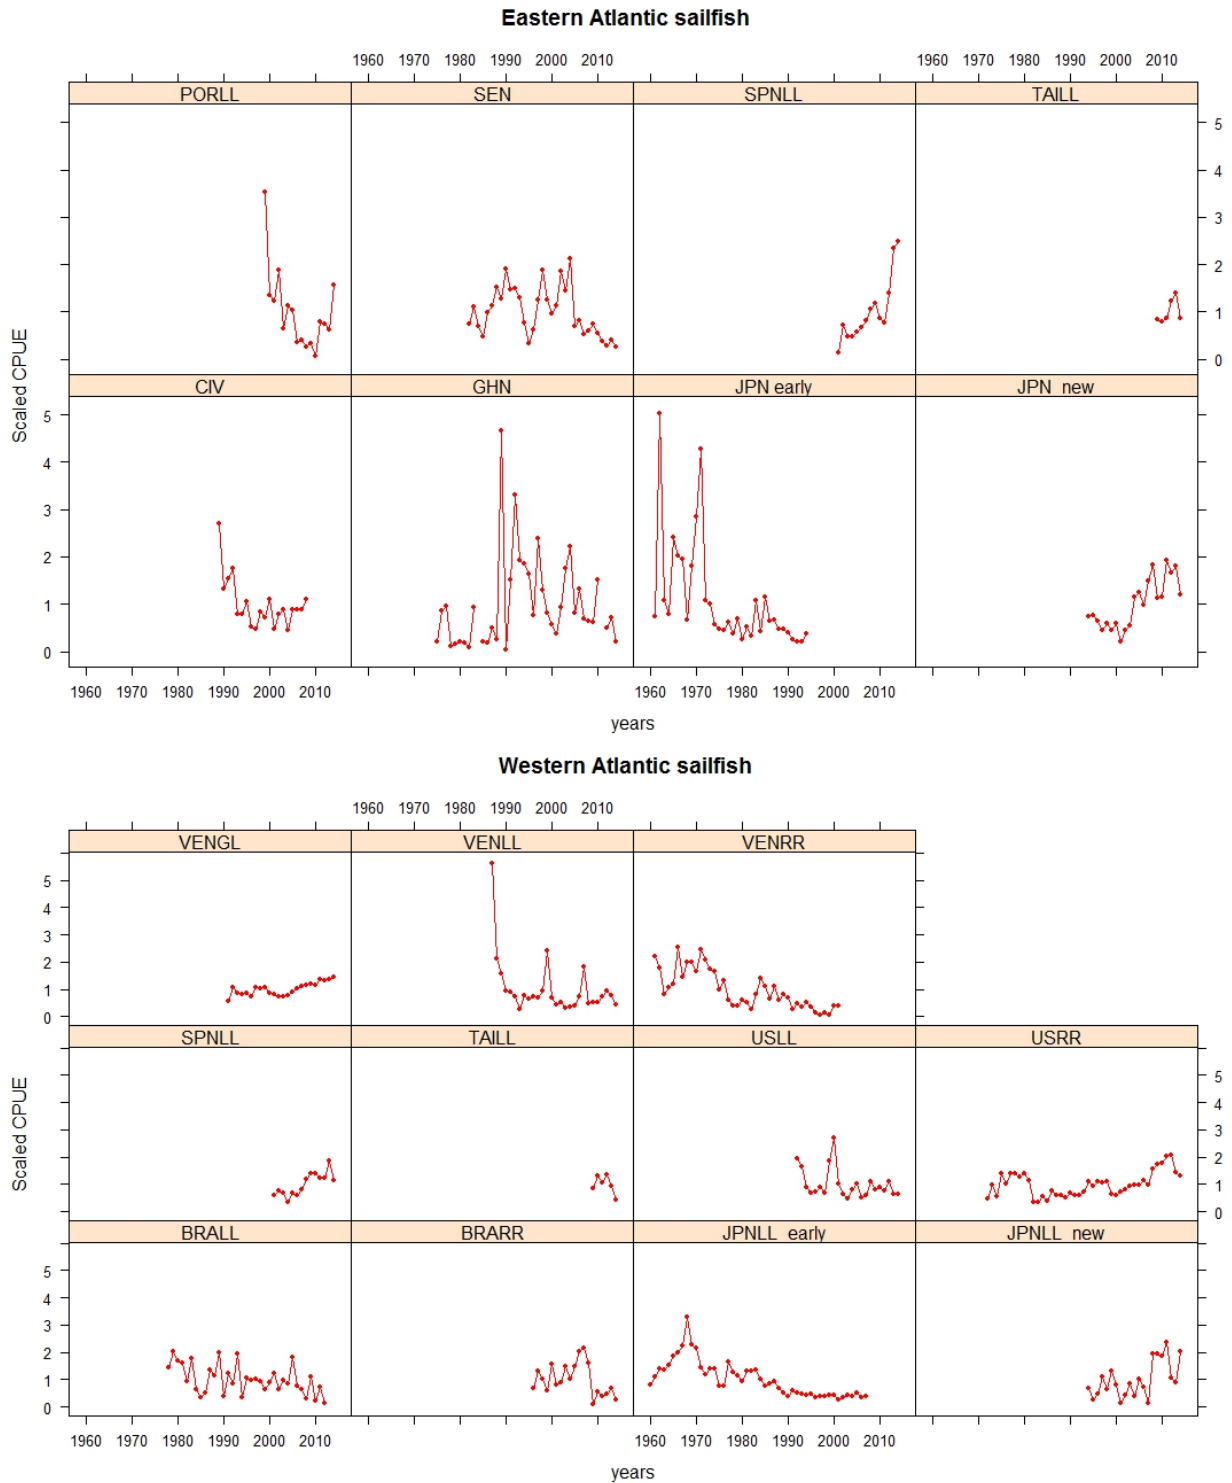 Eastern Atlantic sailfish
1960 1970 1980 1990 2000 2010 1960 1970 1980 1990 2000 2010
PORLL SEN SPNLL TAILL
5
4
3
2
1
0
CIV GHN JPN early JPN new
5
4
3
2
1
0
Scaled CPUE
1960 1970 1980 1990 2000 2010 1960 1970 1980 1990 2000 2010
years
Western Atlantic sailfish
1960 1970 1980 1990 2000 2010
VENGL VENLL VENRR
5
4
3
2
1
0
SPNLL TAILL USLL USRR
5
4
3
2
1
0
Scaled CPUE
BRALL BRARR JPNLL early JPNLL new
5
4
3
2
1
0
1960 1970 1980 1990 2000 2010 1960 1970 1980 1990 2000 2010
years